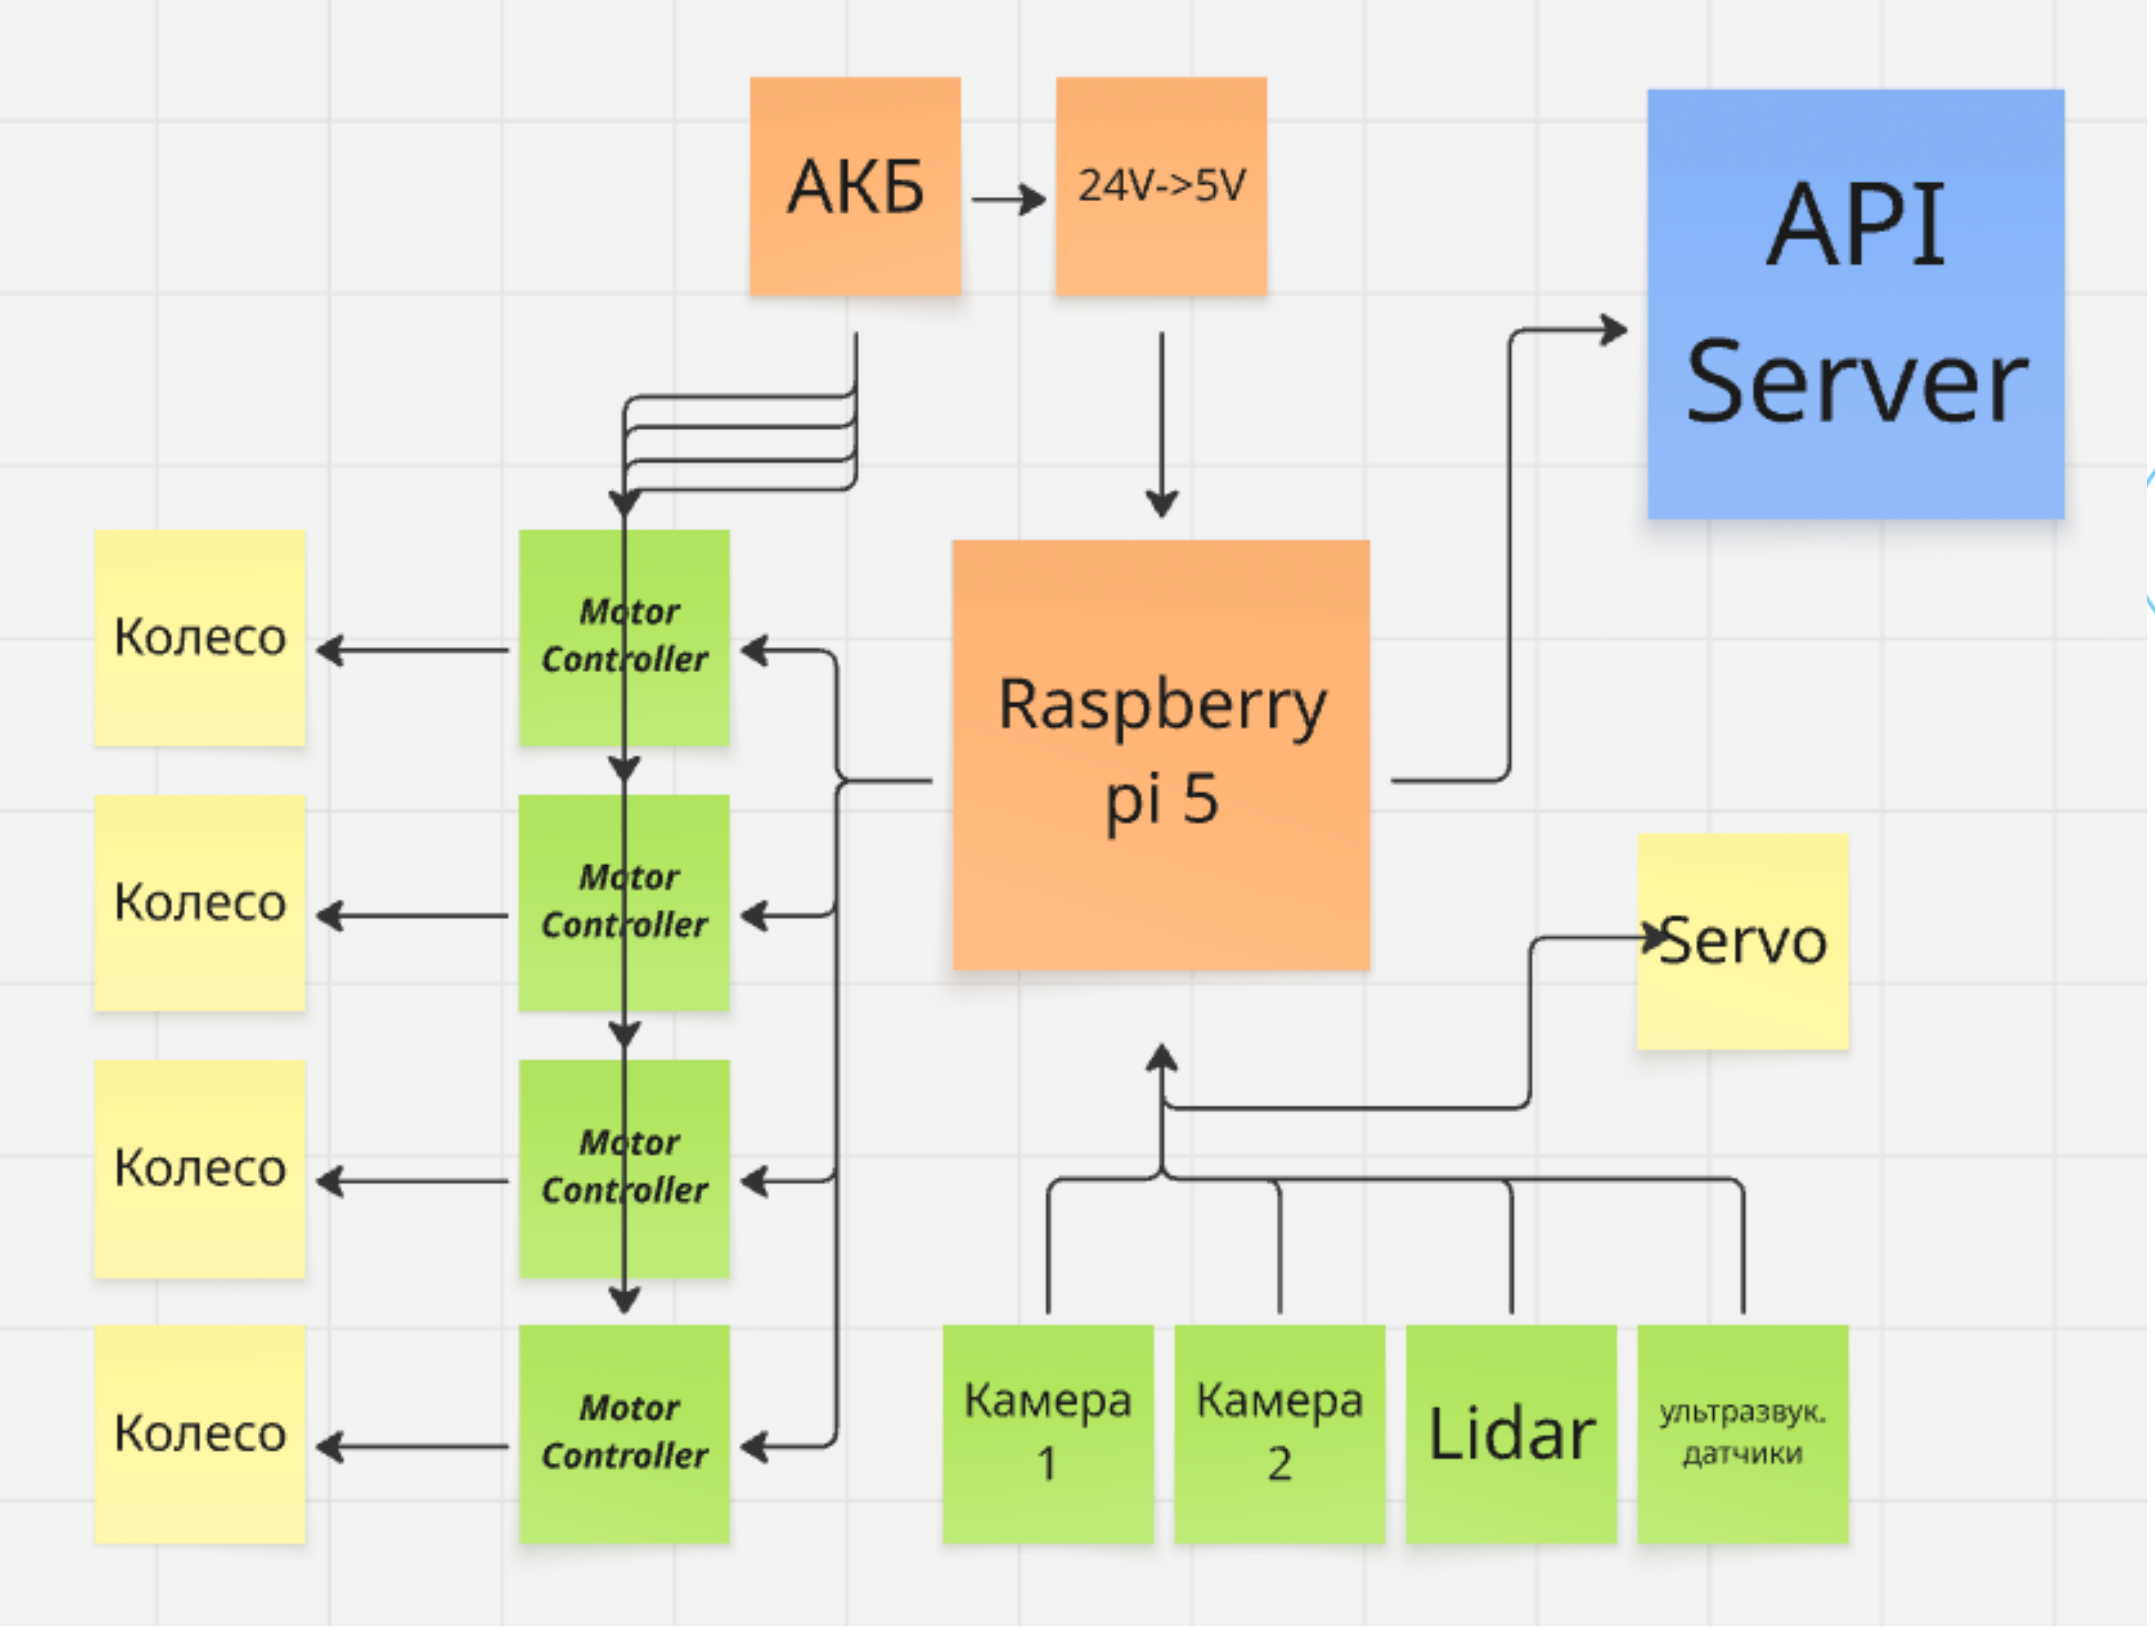 АКБ
24V->5V
API
Server
Колесо
Motor
Controller
Raspberry
pi 5
Колесо
Motor
Controller
Servo
Колесо
Motor
Controller
Колесо
Motor
Controller
Камера
1
Камера
2
Lidar
ультразвук.
датчики